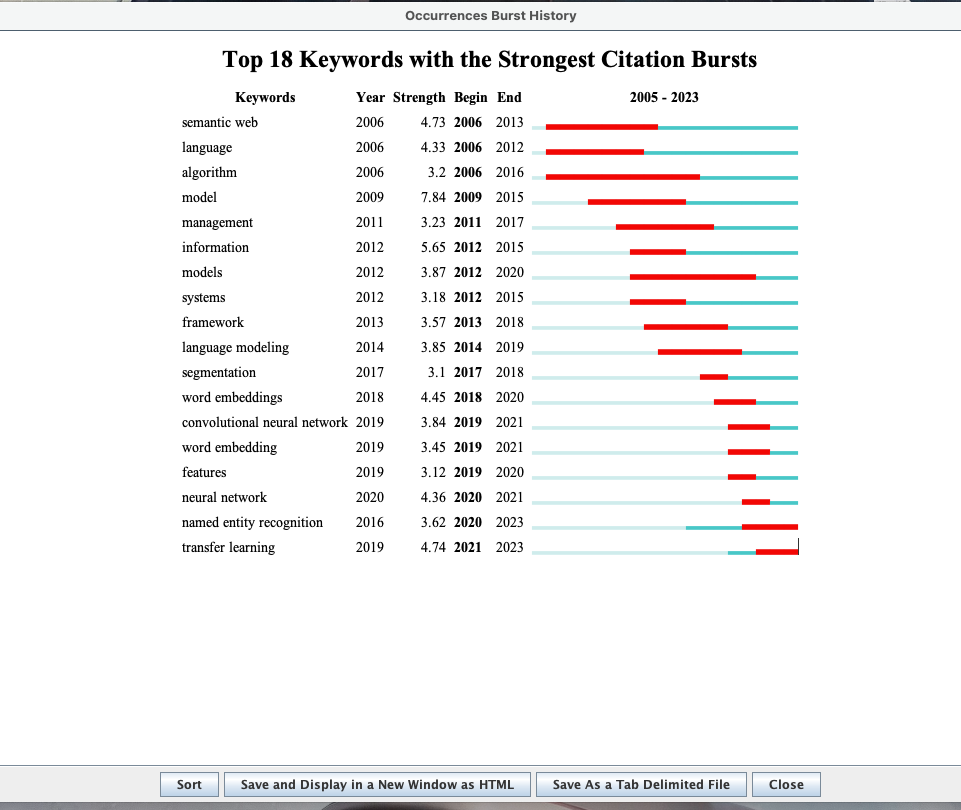 Occurrences Burst History
Top 18 Keywords with the Strongest Citation Bursts
Keywords Year Strength Begin End 2005 - 2023
semantic web 2006 4.73 2006 2013
language 2006 4.33 2006 2012
algorithm 2006 3.2 2006 2016
model 2009 7.84 2009 2015
management 2011 3.23 2011 2017
information 2012 5.65 2012 2015
models 2012 3.87 2012 2020
systems 2012 3.18 2012 2015
framework 2013 3.57 2013 2018
language modeling 2014 3.85 2014 2019
segmentation 2017 3.1 2017 2018
word embeddings 2018 4.45 2018 2020
convolutional neural network 2019 3.84 2019 2021
word embedding 2019 3.45 2019 2021
features 2019 3.12 2019 2020
neural network 2020 4.36 2020 2021
named entity recognition 2016 3.62 2020 2023
transfer learning 2019 4.74 2021 2023
Sort Save and Display in a New Window as HTML Save As a Tab Delimited File Close